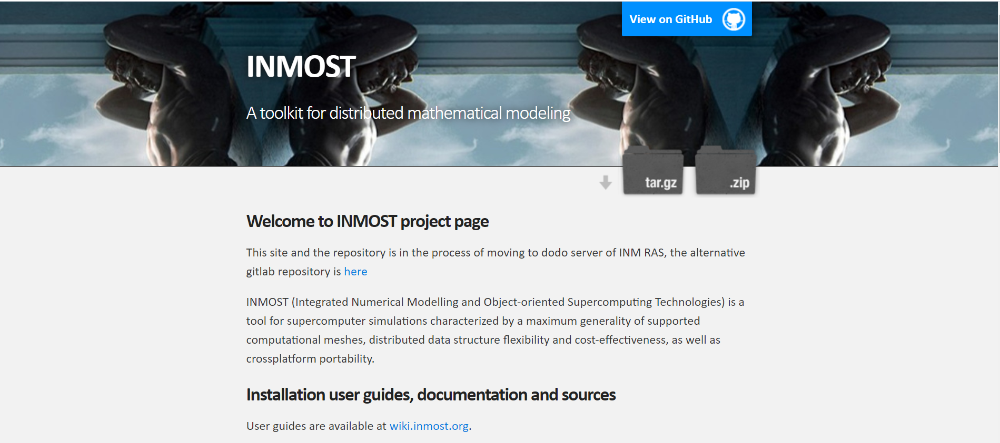 View on GitHub
INMOST
A toolkit for distributed mathematical modeling
tar.gz
.zip
Welcome to INMOST project page
This site and the repository is in the process of moving to dodo server of INM RAS, the alternative
gitlab repository is here
INMOST (Integrated Numerical Modelling and Object-oriented Supercomputing Technologies) is a
tool for supercomputer simulations characterized by a maximum generality of supported
computational meshes, distributed data structure flexibility and cost-effectiveness, as well as
crossplatform portability.
Installation user guides, documentation and sources
User guides are available at wiki.inmost.org.